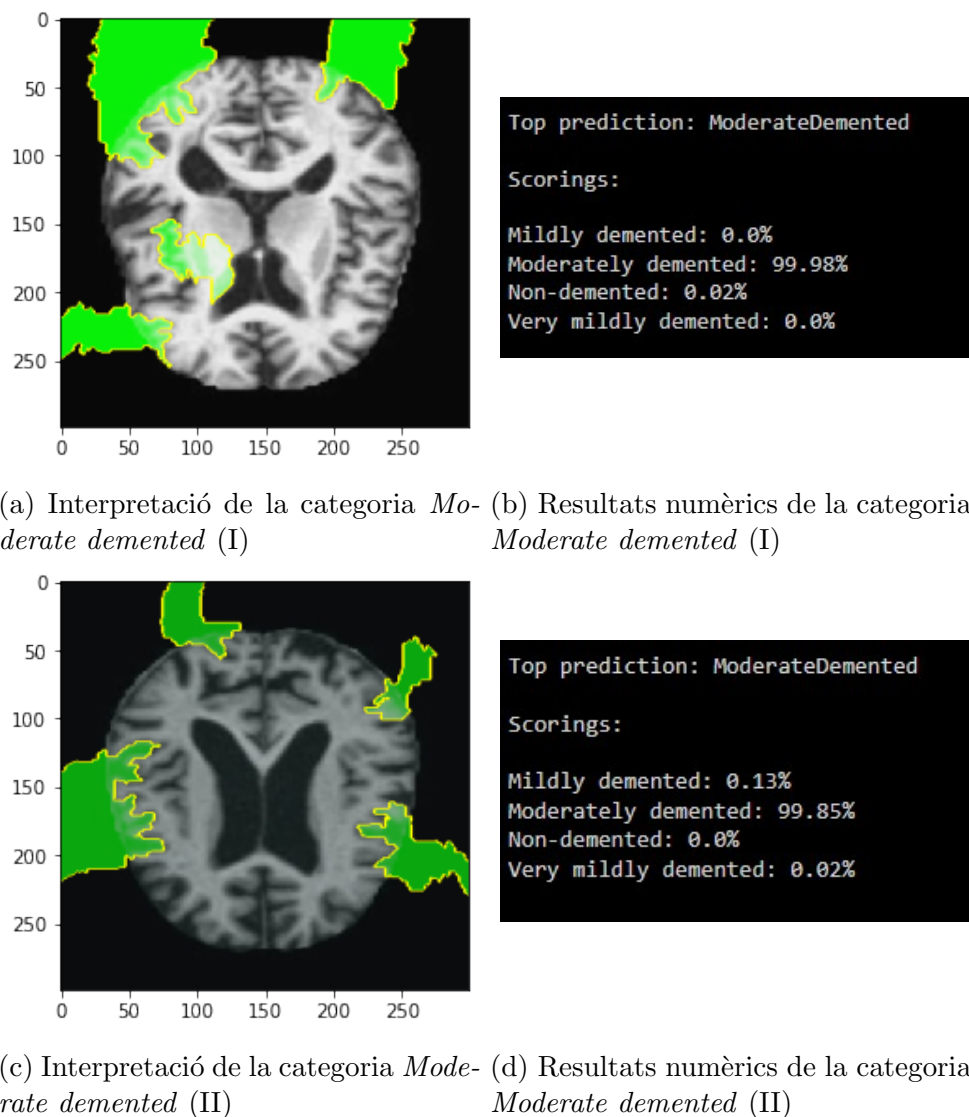 0
50
100
150
200
250
0 50 100 150 200 250
Top prediction: ModerateDemented
Scorings:
Mildly demented: 0.0%
Moderately demented: 99.98%
Non-demented: 0.02%
Very mildly demented: 0.0%
(a) Interpretació de la categoria Mo-
derate demented (I)
(b) Resultats numèrics de la categoria
Moderate demented (I)
0
50
100
150
200
250
0 50 100 150 200 250
Top prediction: ModerateDemented
Scorings:
Mildly demented: 0.13%
Moderately demented: 99.85%
Non-demented: 0.0%
Very mildly demented: 0.02%
(c) Interpretació de la categoria Mode-
rate demented (II)
(d) Resultats numèrics de la categoria
Moderate demented (II)